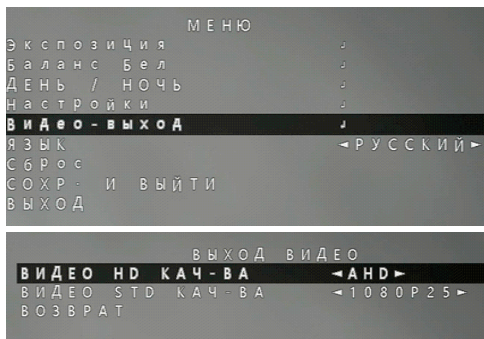 МЕНЮ
Экспозиция ↲
Баланс Бел ↲
ДЕНЬ / НОЧЬ ↲
Настройки ↲
Видео-выход ↲
ЯЗЫК ◄РУССКИЙ►
Сброс
СОХР- И ВЫЙТИ
ВЫХОД
ВЫХОД ВИДЕО
ВИДЕО HD КАЧ-ВА ◄AHD►
ВИДЕО STD КАЧ-ВА ◄1080P25►
ВОЗВРАТ